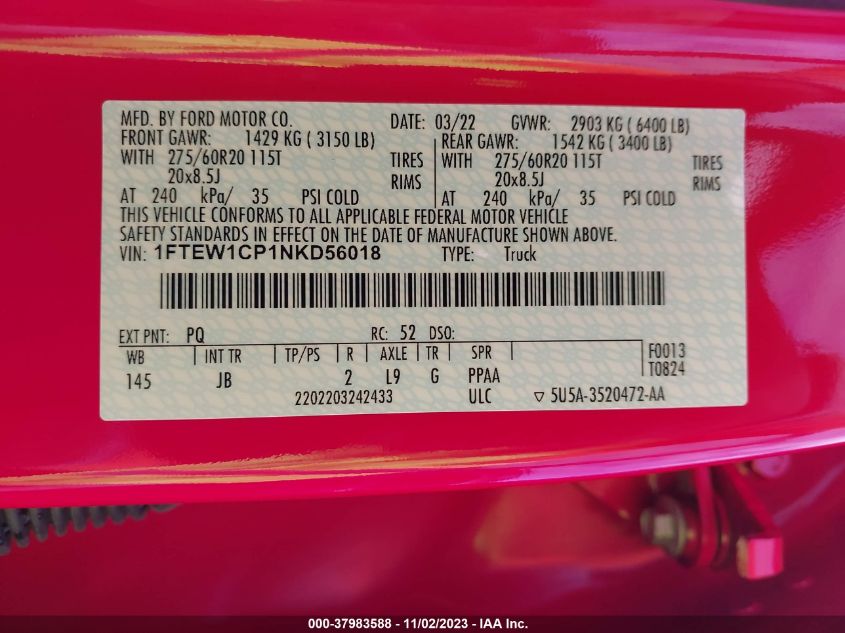 MFD. BY FORD MOTOR CO. DATE: 03/22 GVWR: 2903 KG ( 6400 LB)
FRONT GAWR: 1429 KG ( 3150 LB) REAR GAWR: 1542 KG ( 3400 LB)
WITH 275/60R20 115T TIRES WITH 275/60R20 115T TIRES
20x8.5J RIMS 20x8.5J RIMS
AT 240 kPa/ 35 PSI COLD AT 240 kPa/ 35 PSI COLD
THIS VEHICLE CONFORMS TO ALL APPLICABLE FEDERAL MOTOR VEHICLE
SAFETY STANDARDS IN EFFECT ON THE DATE OF MANUFACTURE SHOWN ABOVE.
VIN: 1FTEW1CP1NKD56018 TYPE: Truck
EXT PNT: PQ RC: 52 DSO:
WB INT TR TP/PS R AXLE TR SPR F0013
145 JB 2 L9 G PPAA T0824
2202203242433 ULC ▽ 5U5A-3520472-AA
000-37983588 - 11/02/2023 - IAA Inc.